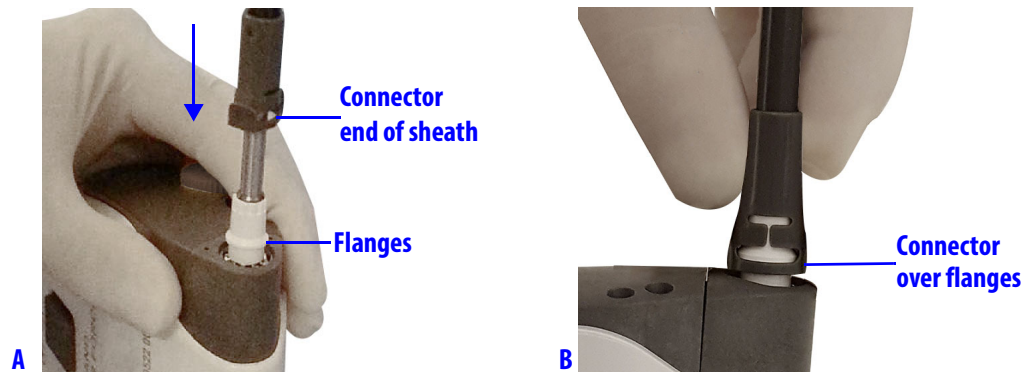 Connector
end of sheath
Flanges
A
Connector
over flanges
B